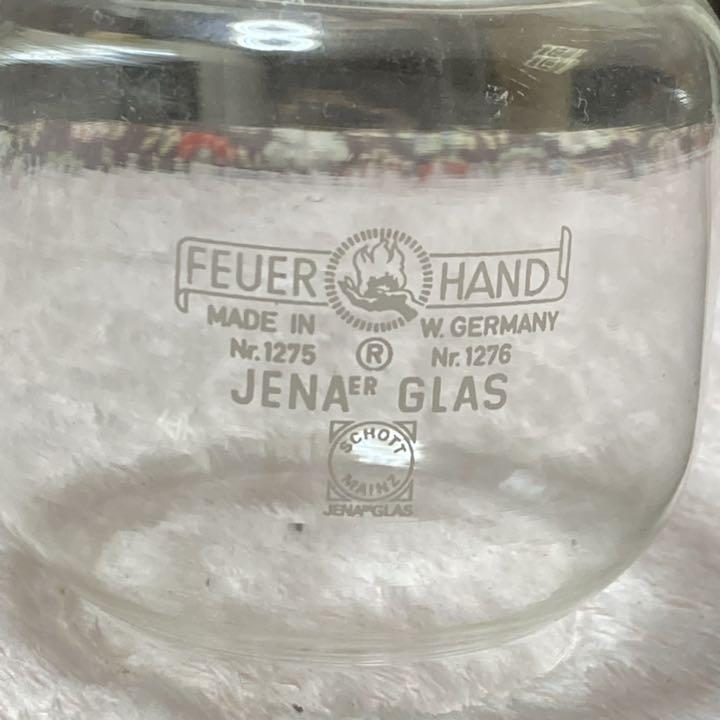 FEUER HAND
MADE IN W. GERMANY
Nr. 1275 ® Nr. 1276
JENAER GLAS
SCHOTT
MAINZ
JENAER GLAS